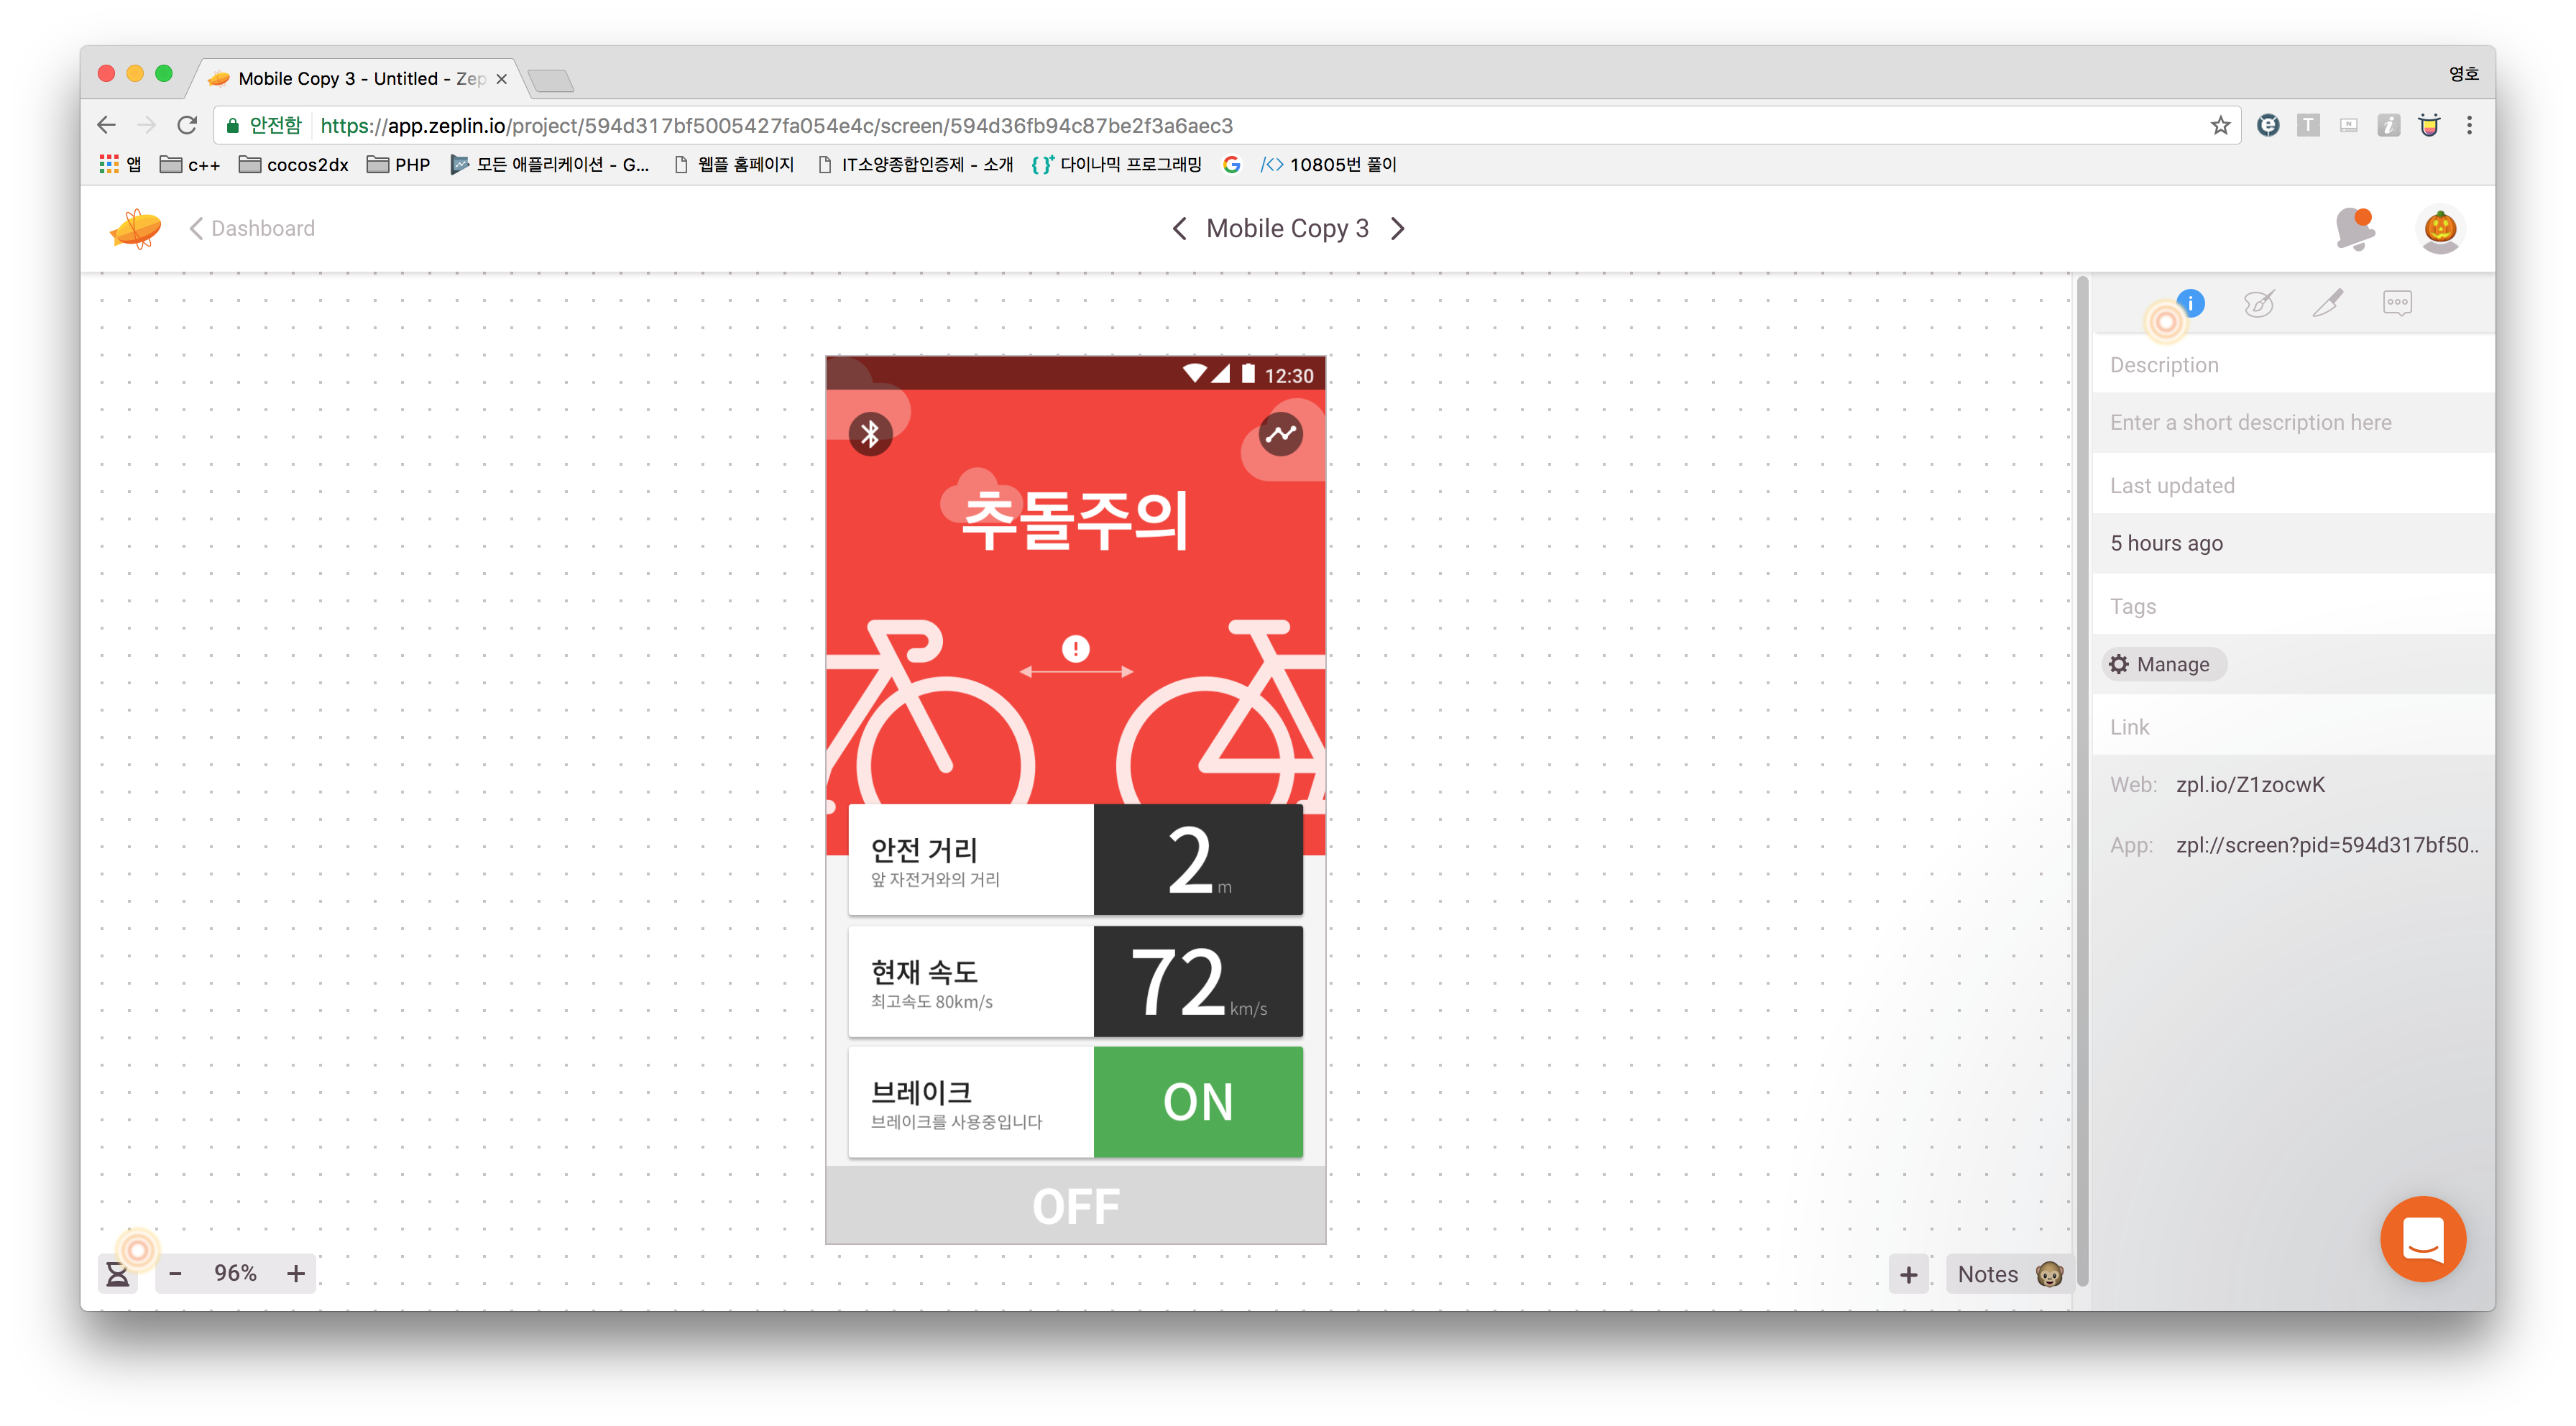 Mobile Copy 3 - Untitled - Zep
영호
안전함 https://app.zeplin.io/project/594d317bf5005427fa054e4c/screen/594d36fb94c87be2f3a6aec3
앱 c++ cocos2dx PHP 모든 애플리케이션 - G... 웹플 홈페이지 IT소양종합인증제 - 소개 다이나믹 프로그래밍 10805번 풀이
Dashboard
Mobile Copy 3
12:30
추돌주의
안전 거리
앞 자전거와의 거리
2 m
현재 속도
최고속도 80km/s
72 km/s
브레이크
브레이크를 사용중입니다
ON
OFF
96%
Notes
Description
Enter a short description here
Last updated
5 hours ago
Tags
Manage
Link
Web: zpl.io/Z1zocwK
App: zpl://screen?pid=594d317bf50..